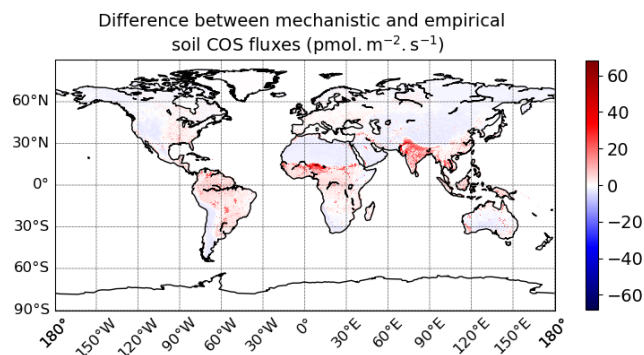 Difference between mechanistic and empirical
soil COS fluxes (pmol. m⁻². s⁻¹)
60°N
30°N
0°
30°S
60°S
90°S
180°
150°W
120°W
90°W
60°W
30°W
0°
30°E
60°E
90°E
120°E
150°E
180°
60
40
20
0
−20
−40
−60